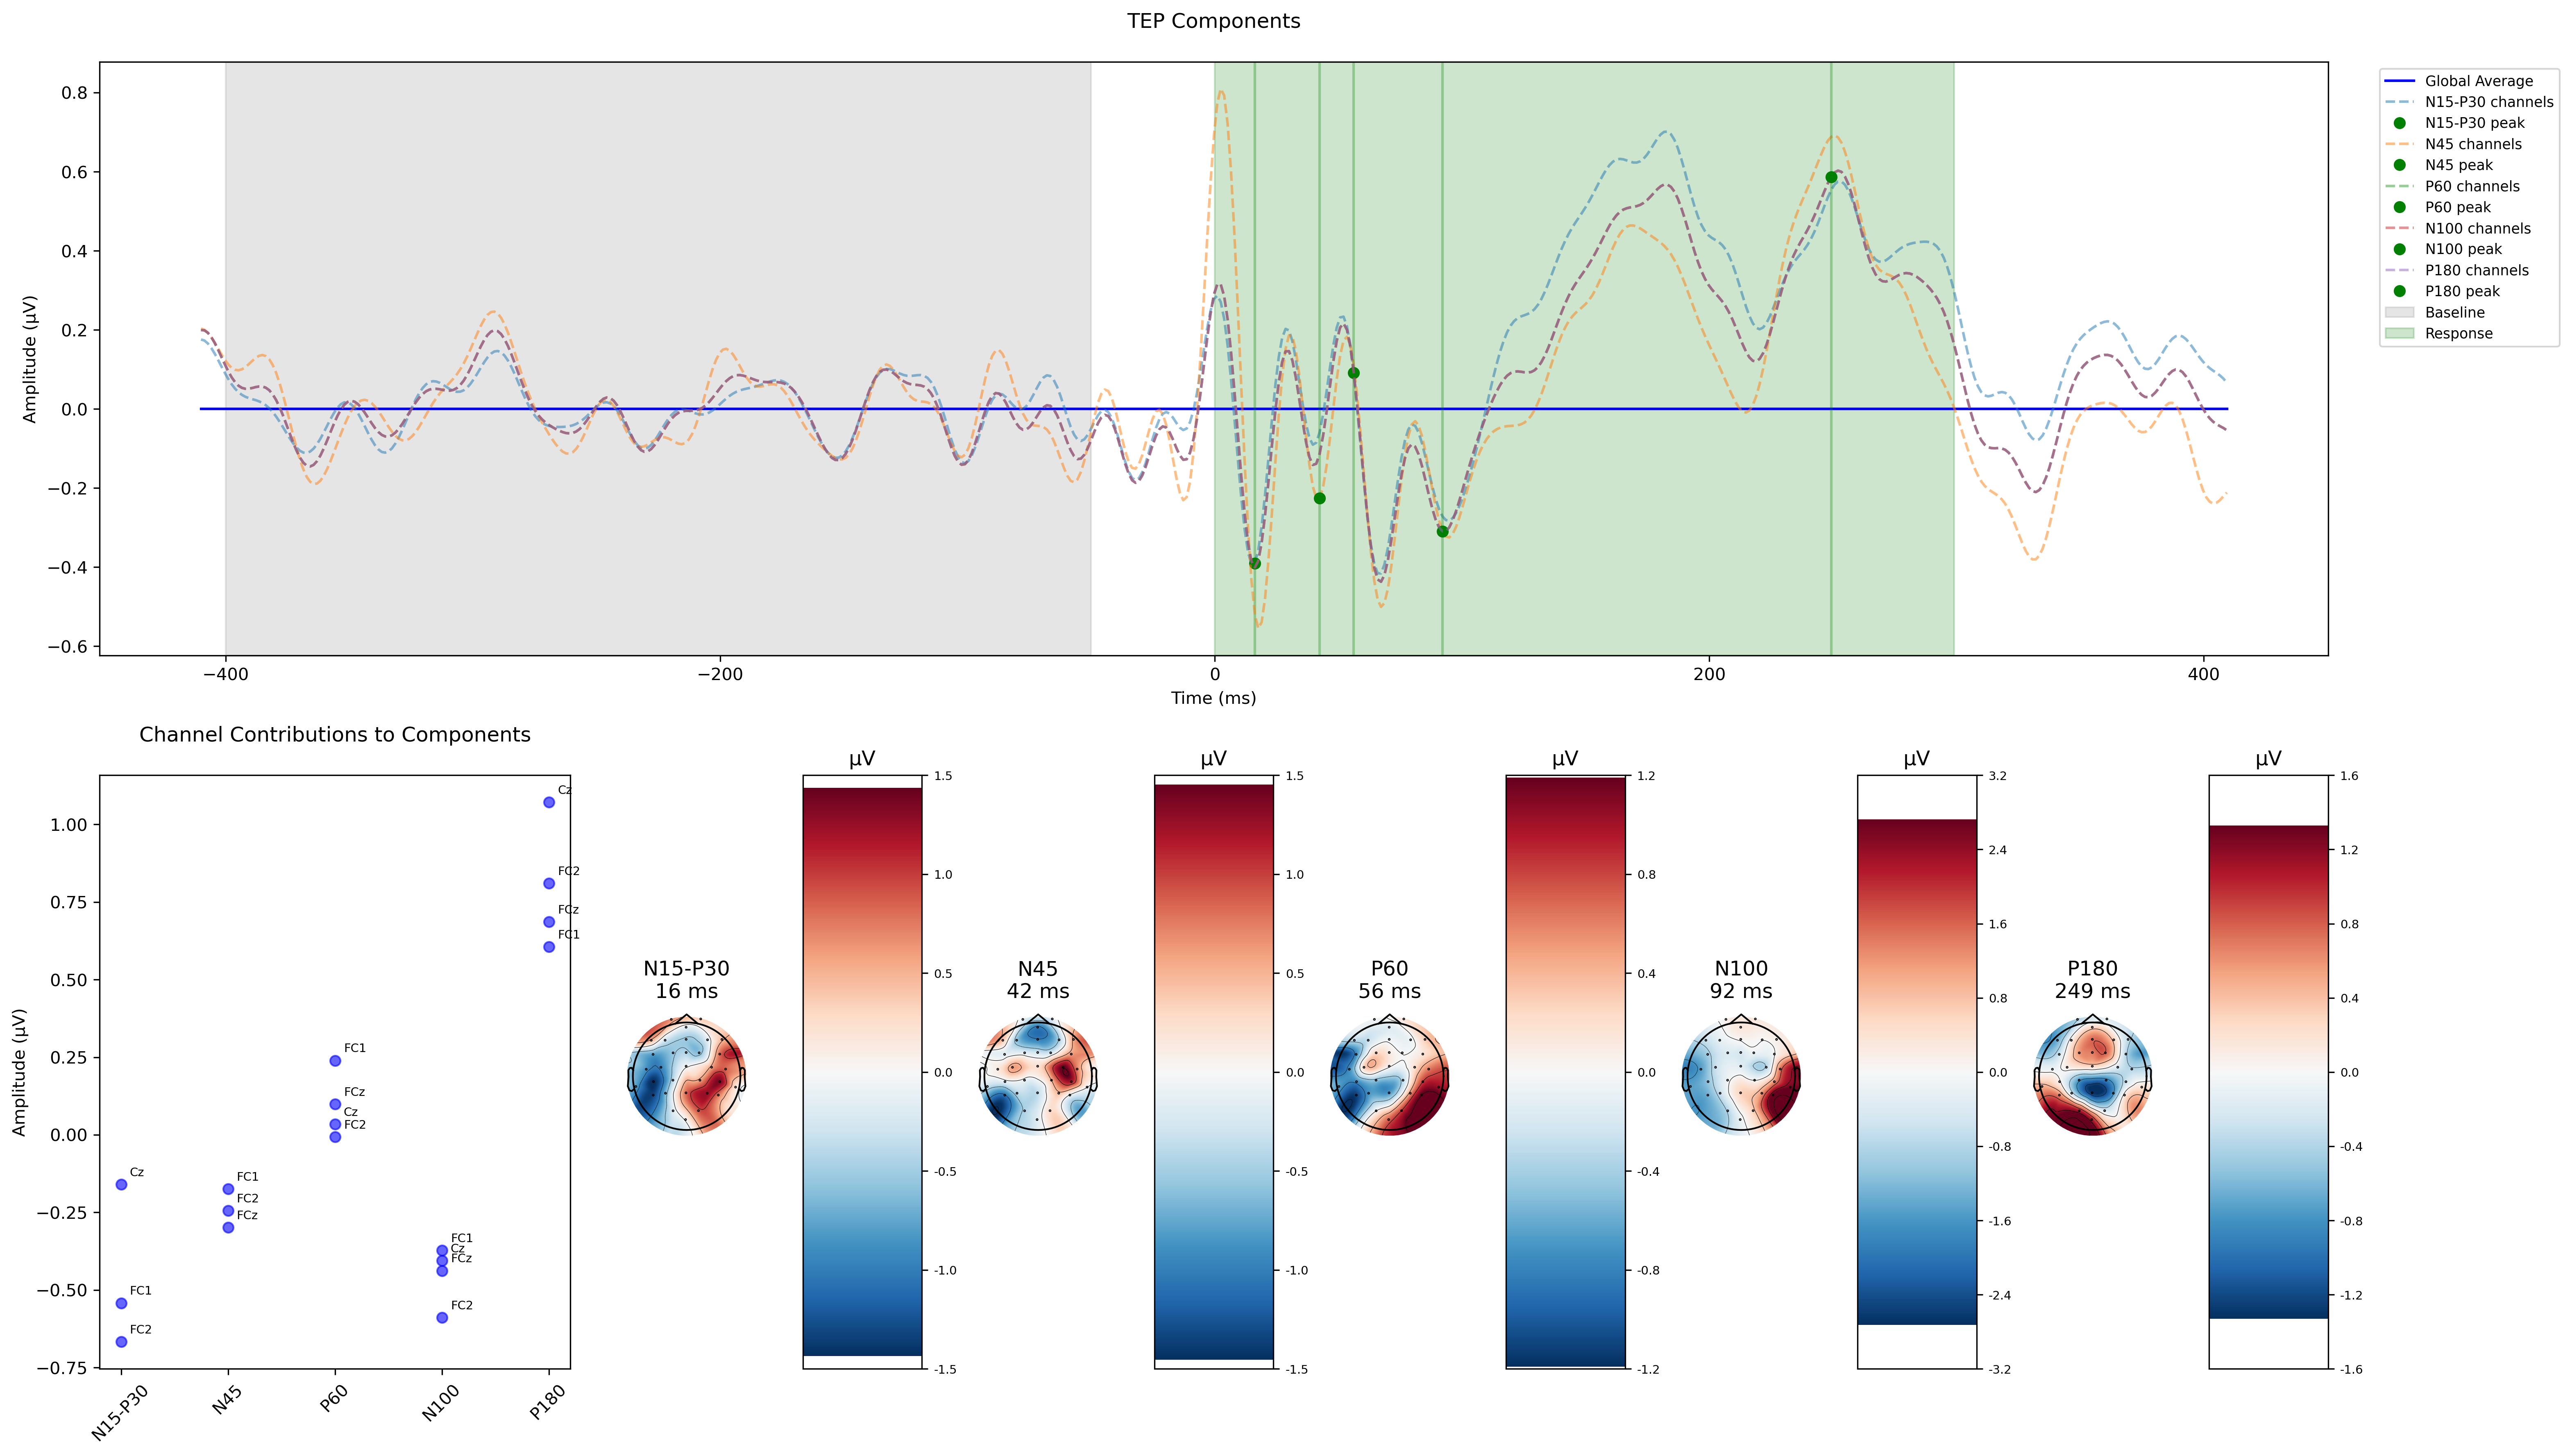 TEP Components
Amplitude (µV)
0.8
0.6
0.4
0.2
0.0
−0.2
−0.4
−0.6
−400
−200
0
200
400
Time (ms)
Global Average
N15-P30 channels
N15-P30 peak
N45 channels
N45 peak
P60 channels
P60 peak
N100 channels
N100 peak
P180 channels
P180 peak
Baseline
Response
Channel Contributions to Components
Amplitude (µV)
1.00
0.75
0.50
0.25
0.00
−0.25
−0.50
−0.75
Cz
FC1
FC2
FC1
FC2
FCz
FC1
FCz
Cz
FC2
FC1
Cz
FCz
FC2
Cz
FC2
FCz
FC1
N15-P30
N45
P60
N100
P180
N15-P30
16 ms
µV
1.5
1.0
0.5
0.0
-0.5
-1.0
-1.5
N45
42 ms
µV
1.5
1.0
0.5
0.0
-0.5
-1.0
-1.5
P60
56 ms
µV
1.2
0.8
0.4
0.0
-0.4
-0.8
-1.2
N100
92 ms
µV
3.2
2.4
1.6
0.8
0.0
-0.8
-1.6
-2.4
-3.2
P180
249 ms
µV
1.6
1.2
0.8
0.4
0.0
-0.4
-0.8
-1.2
-1.6